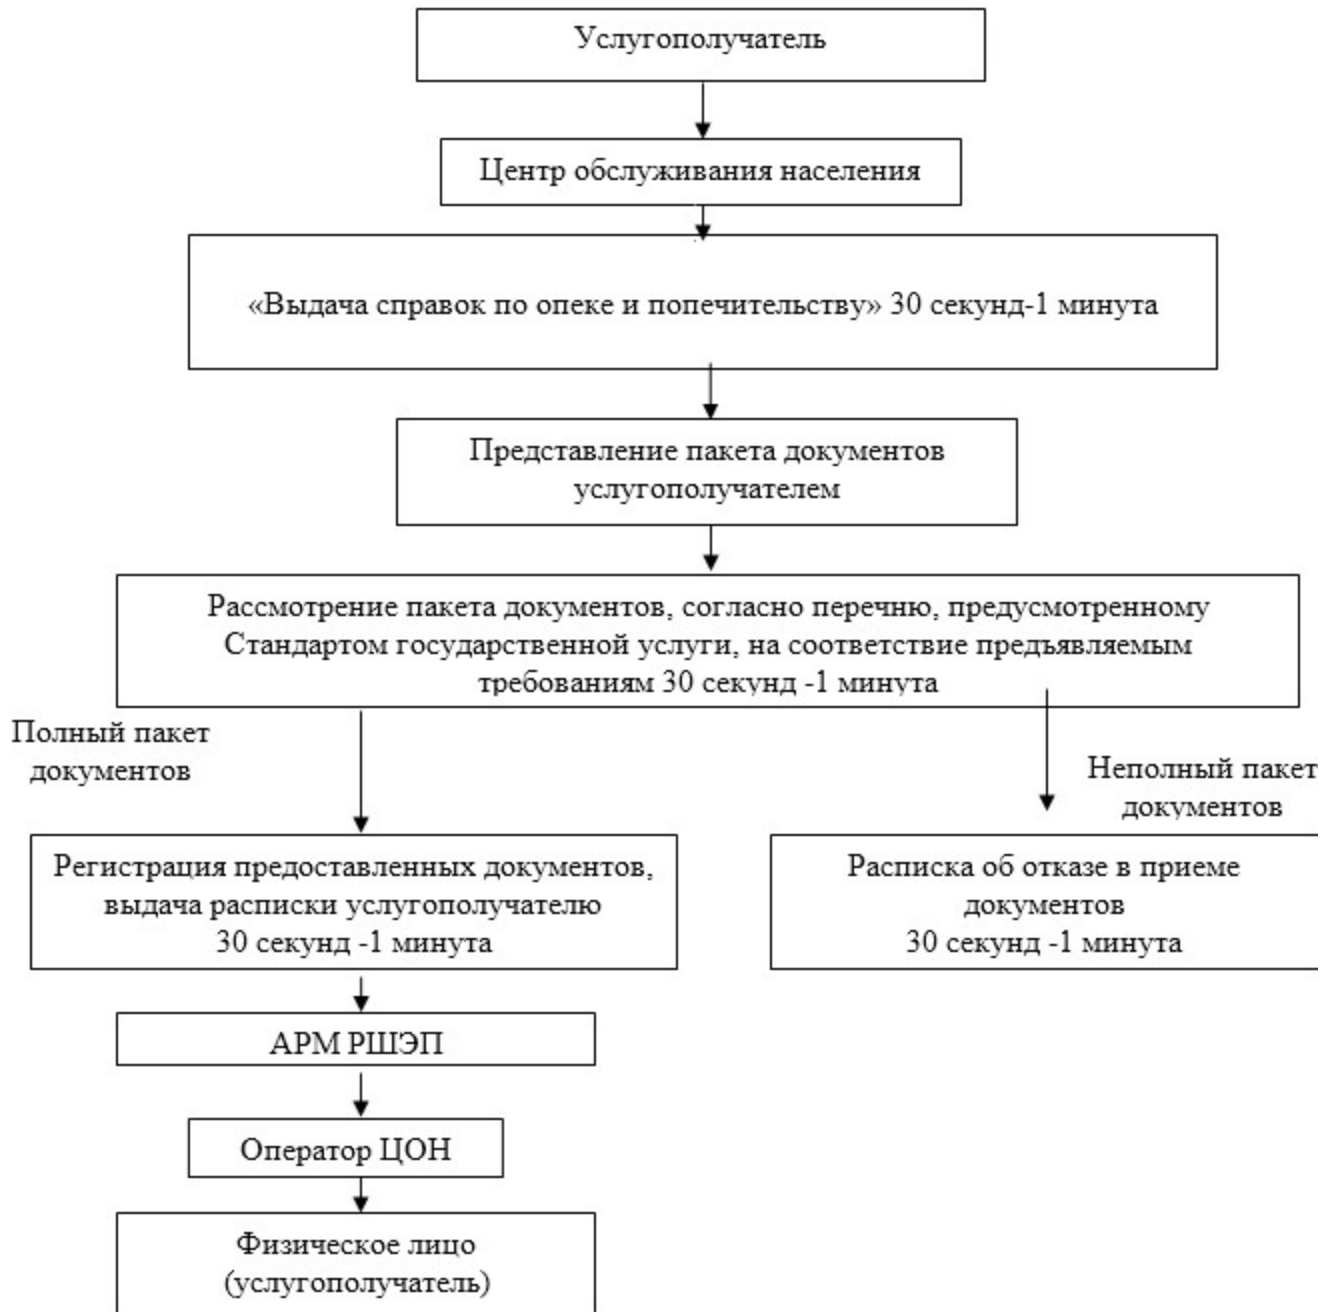 Услугополучатель
Центр обслуживания населения
«Выдача справок по опеке и попечительству» 30 секунд-1 минута
Представление пакета документов
услугополучателем
Рассмотрение пакета документов, согласно перечню, предусмотренному
Стандартом государственной услуги, на соответствие предъявляемым
требованиям 30 секунд -1 минута
Полный пакет
документов
Неполный пакет
документов
Регистрация предоставленных документов,
выдача расписки услугополучателю
30 секунд -1 минута
Расписка об отказе в приеме
документов
30 секунд -1 минута
АРМ РШЭП
Оператор ЦОН
Физическое лицо
(услугополучатель)